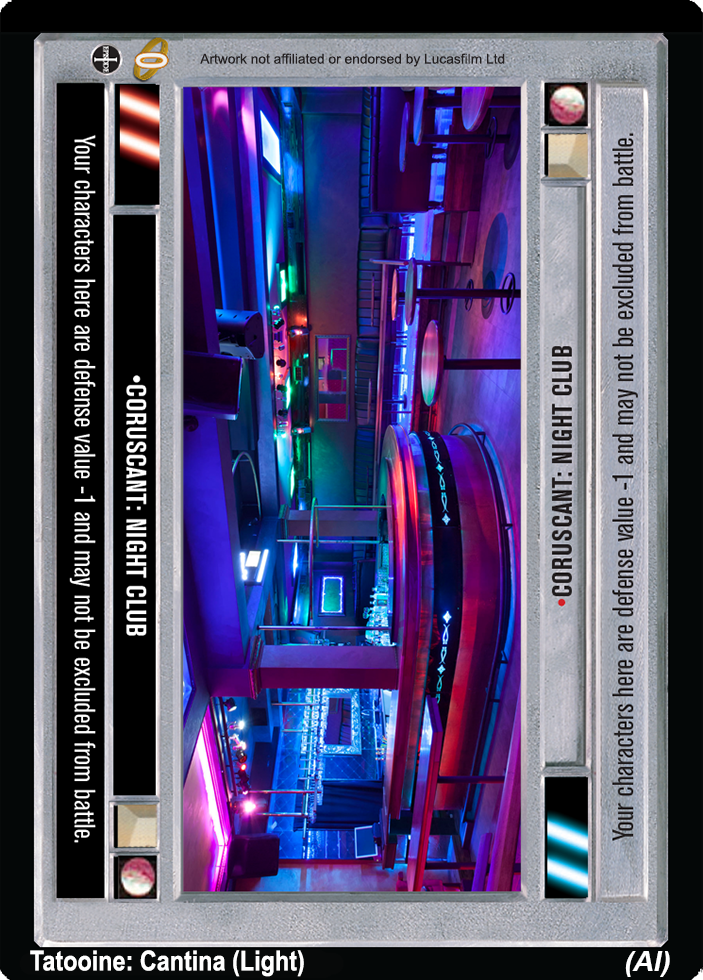 EPISODE
I
0
Artwork not affiliated or endorsed by Lucasfilm Ltd
Your characters here are defense value -1 and may not be excluded from battle.
•CORUSCANT: NIGHT CLUB
•CORUSCANT: NIGHT CLUB
Your characters here are defense value -1 and may not be excluded from battle.
Tatooine: Cantina (Light)
(AI)